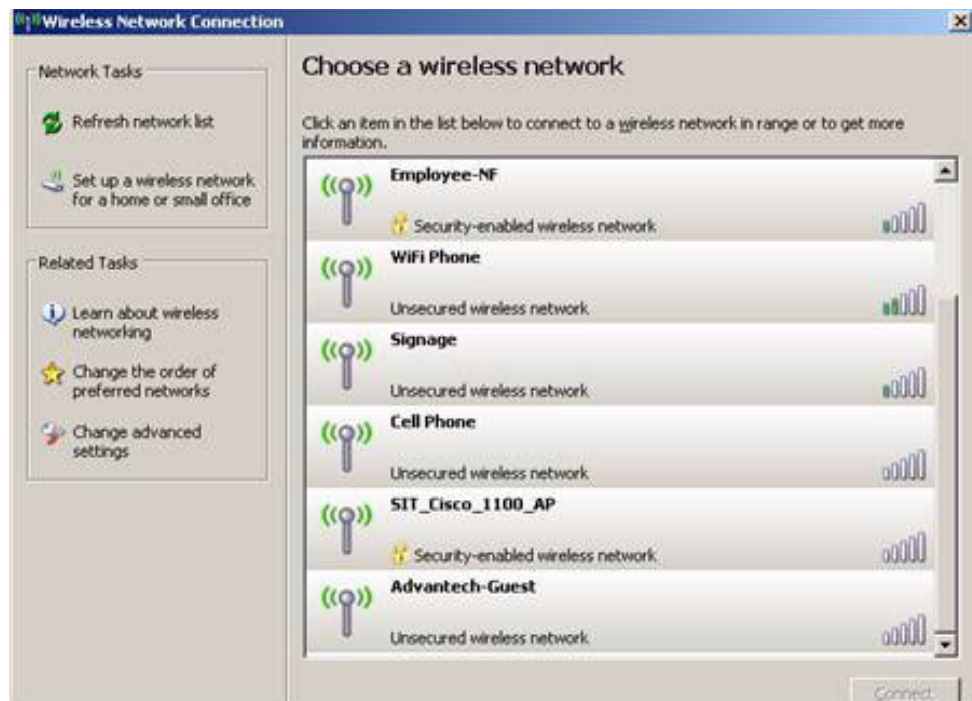 Wireless Network Connection
Network Tasks
Refresh network list
Set up a wireless network
for a home or small office
Related Tasks
Learn about wireless
networking
Change the order of
preferred networks
Change advanced
settings
Choose a wireless network
Click an item in the list below to connect to a wireless network in range or to get more
information.
Employee-NF
Security-enabled wireless network
WiFi Phone
Unsecured wireless network
Signage
Unsecured wireless network
Cell Phone
Unsecured wireless network
SIT_Cisco_1100_AP
Security-enabled wireless network
Advantech-Guest
Unsecured wireless network
Connect